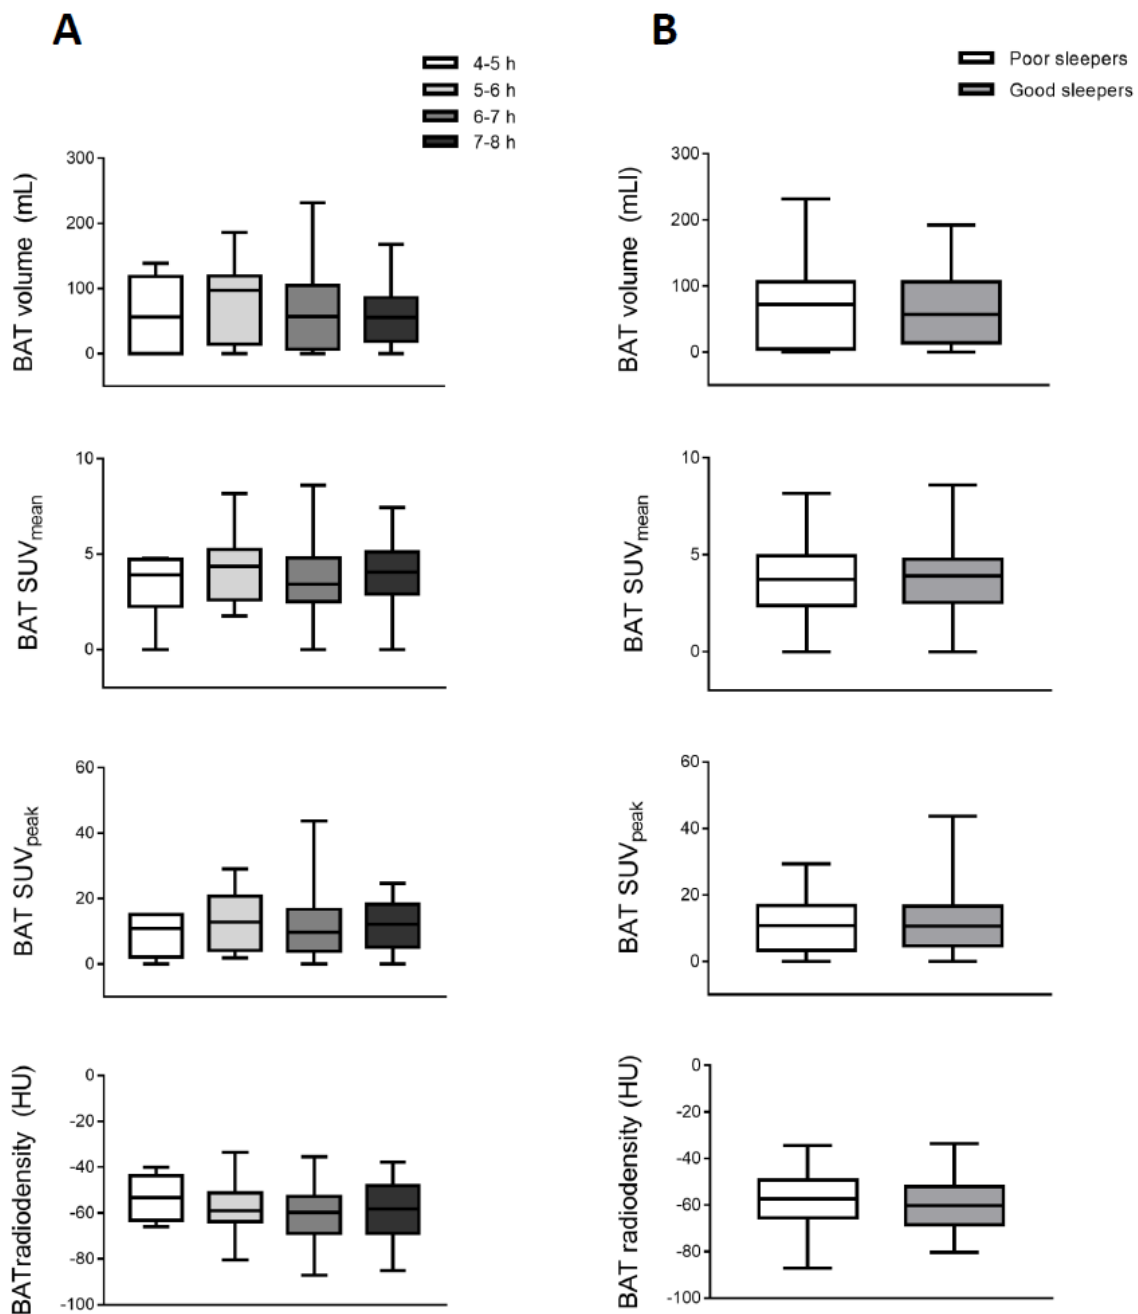 A
4-5 h
5-6 h
6-7 h
7-8 h
BAT volume (mL)
300
200
100
0
BAT SUVmean
10
5
0
BAT SUVpeak
60
40
20
0
BATradiodensity (HU)
0
-20
-40
-60
-80
-100
B
Poor sleepers
Good sleepers
BAT volume (mLl)
300
200
100
0
BAT SUVmean
10
5
0
BAT SUVpeak
60
40
20
0
BAT radiodensity (HU)
0
-20
-40
-60
-80
-100